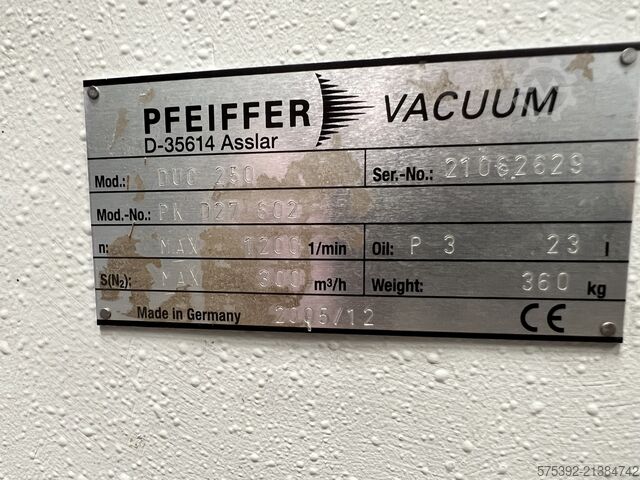 PFEIFFER VACUUM
D-35614 Asslar
Mod.: DUO 250 Ser.-No.: 21062629
Mod.-No.: PK D27 602
n: MAX 1200 1/min Oil: P 3 23 l
S(N₂): MAX 300 m³/h Weight: 360 kg
Made in Germany 2005/12 CE
575392-21384742